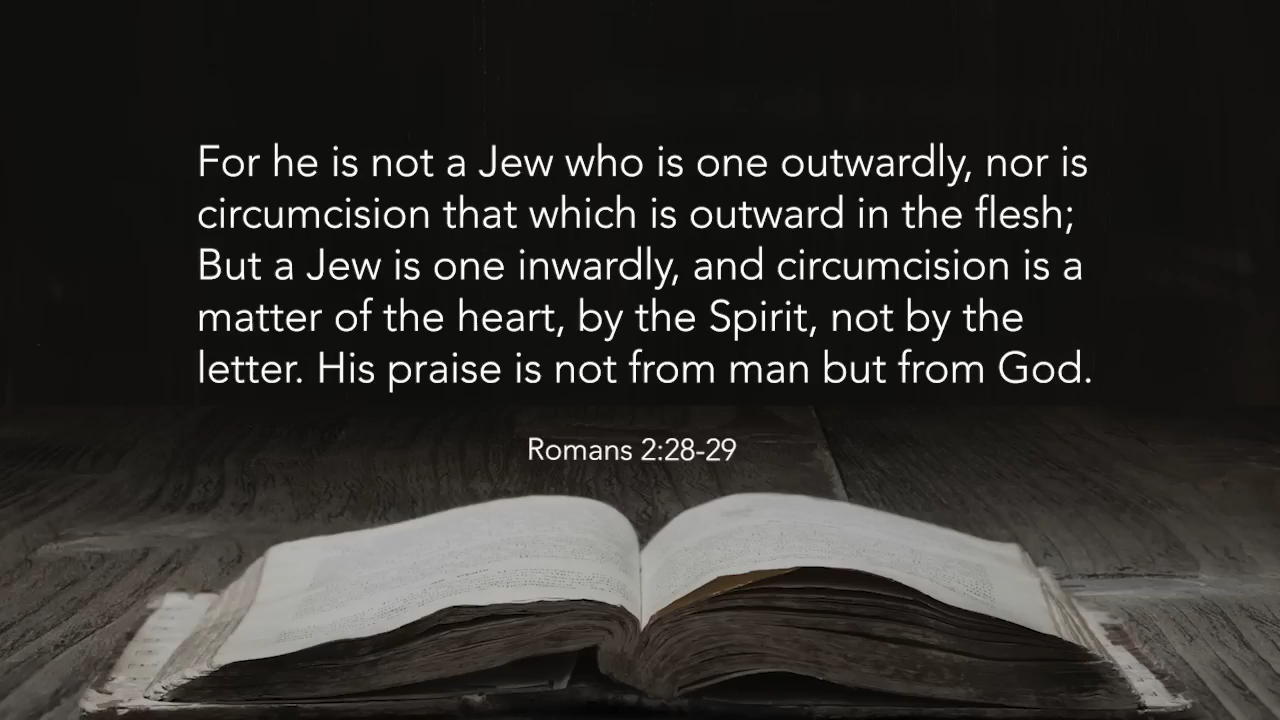 For he is not a Jew who is one outwardly, nor is
circumcision that which is outward in the flesh;
But a Jew is one inwardly, and circumcision is a
matter of the heart, by the Spirit, not by the
letter. His praise is not from man but from God.
Romans 2:28-29